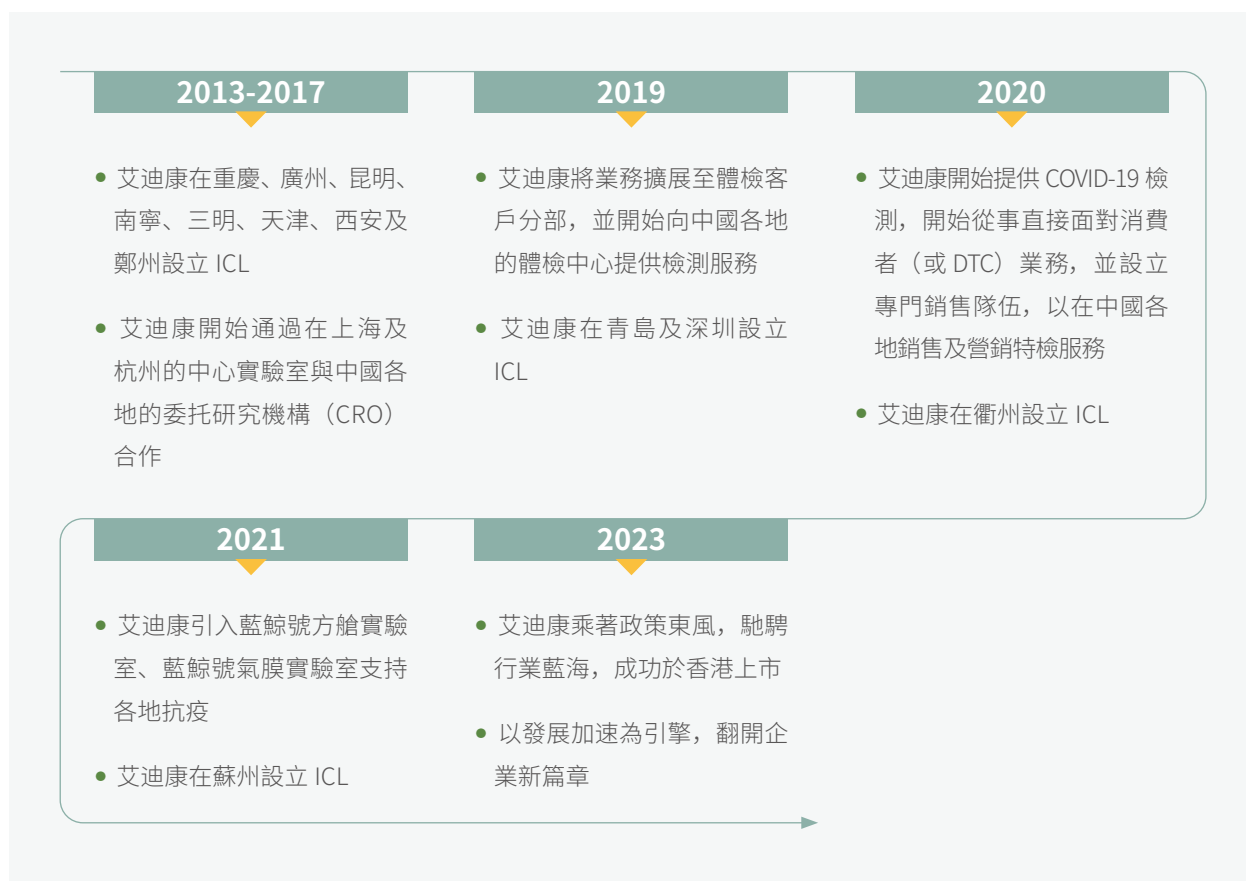 2013-2017
• 艾迪康在重慶、廣州、昆明、
南寧、三明、天津、西安及
鄭州設立 ICL
• 艾迪康開始通過在上海及
杭州的中心實驗室與中國各
地的委托研究機構（CRO）
合作
2019
• 艾迪康將業務擴展至體檢客
戶分部，並開始向中國各地
的體檢中心提供檢測服務
• 艾迪康在青島及深圳設立
ICL
2020
• 艾迪康開始提供 COVID-19 檢
測，開始從事直接面對消費
者（或 DTC）業務，並設立
專門銷售隊伍，以在中國各
地銷售及營銷特檢服務
• 艾迪康在衢州設立 ICL
2021
• 艾迪康引入藍鯨號方艙實驗
室、藍鯨號氣膜實驗室支持
各地抗疫
• 艾迪康在蘇州設立 ICL
2023
• 艾迪康乘著政策東風，馳騁
行業藍海，成功於香港上市
• 以發展加速為引擎，翻開企
業新篇章